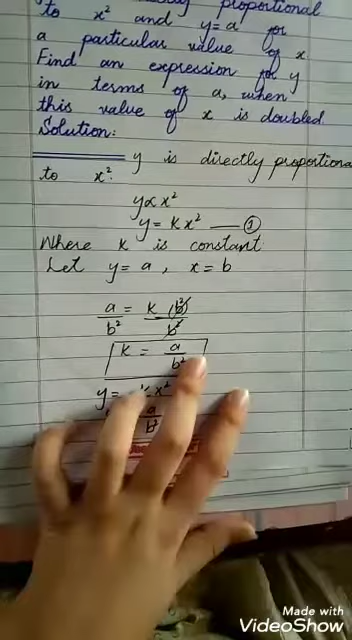 proportional
to x² and y=a for
a particular value of x
Find an expression for y
in terms of a, when
this value of x is doubled
Solution:
y is directly proportional
to x².
y∝x²
y = kx² —①
Where k is constant
Let y = a, x = b
a/b² = k(b²)/b²
k = a/b²
y = kx²
a/b²
Made with
VideoShow